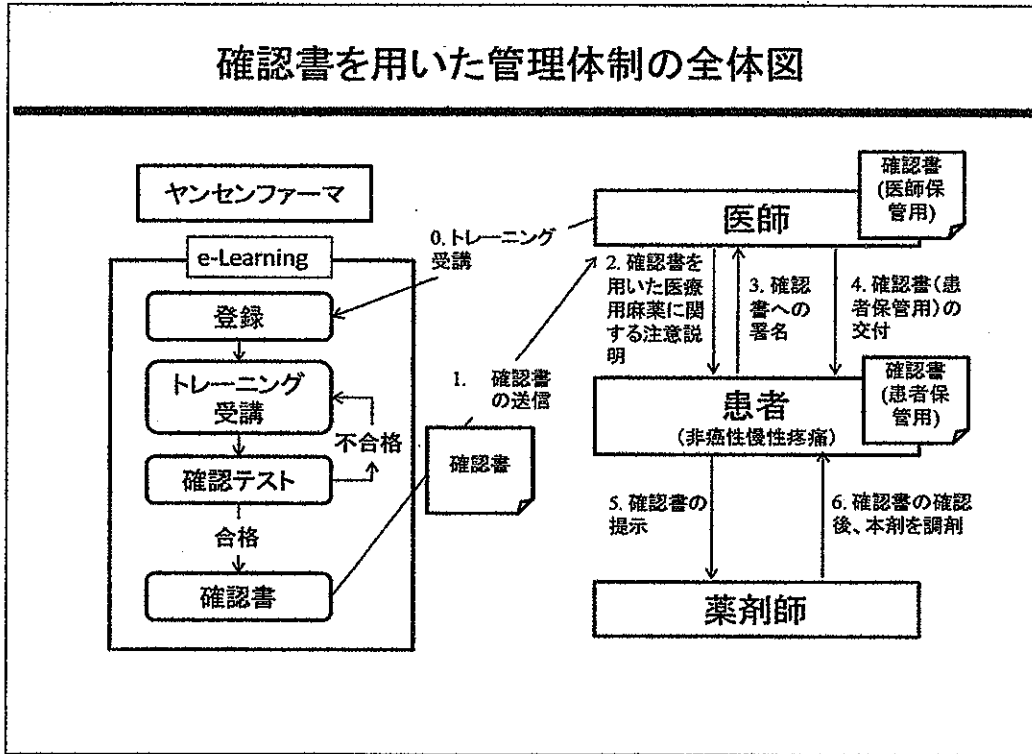 確認書を用いた管理体制の全体図
ヤンセンファーマ
e-Learning
登録
トレーニング
受講
不合格
確認テスト
合格
確認書
0. トレーニング
受講
1. 確認書
の送信
確認書
医師
確認書
(医師保
管用)
2. 確認書を
用いた医療
用麻薬に関
する注意説
明
3. 確認
書への
署名
4. 確認書(患
者保管用)の
交付
患者
(非癌性慢性疼痛)
確認書
(患者保
管用)
5. 確認書の
提示
6. 確認書の確認
後、本剤を調剤
薬剤師